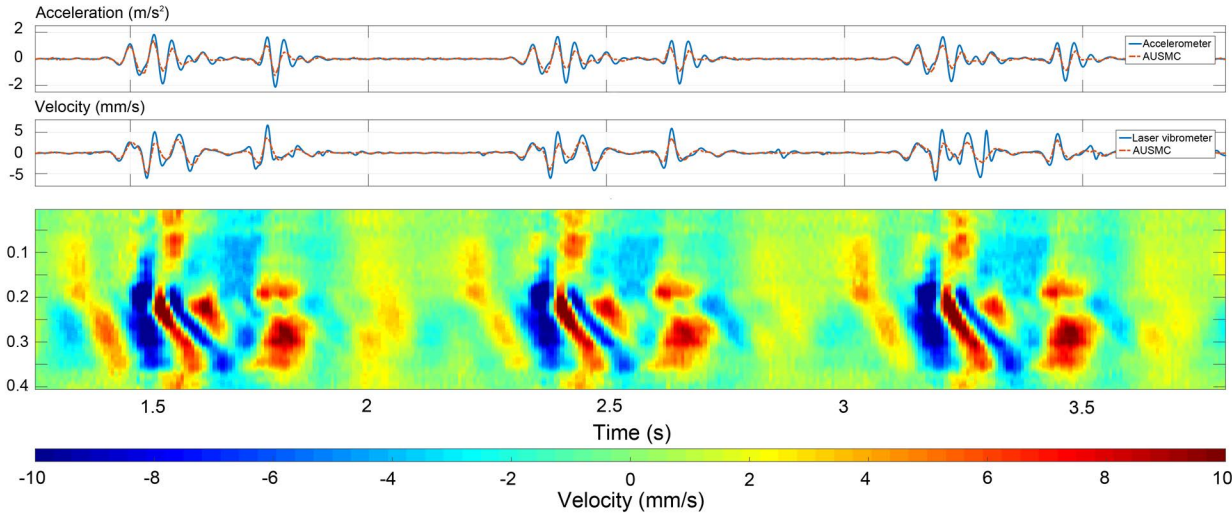 Acceleration (m/s²)
2
0
-2
Accelerometer
AUSMC
Velocity (mm/s)
5
0
-5
Laser vibrometer
AUSMC
0.1
0.2
0.3
0.4
1.5 2 2.5 3 3.5
Time (s)
-10 -8 -6 -4 -2 0 2 4 6 8 10
Velocity (mm/s)